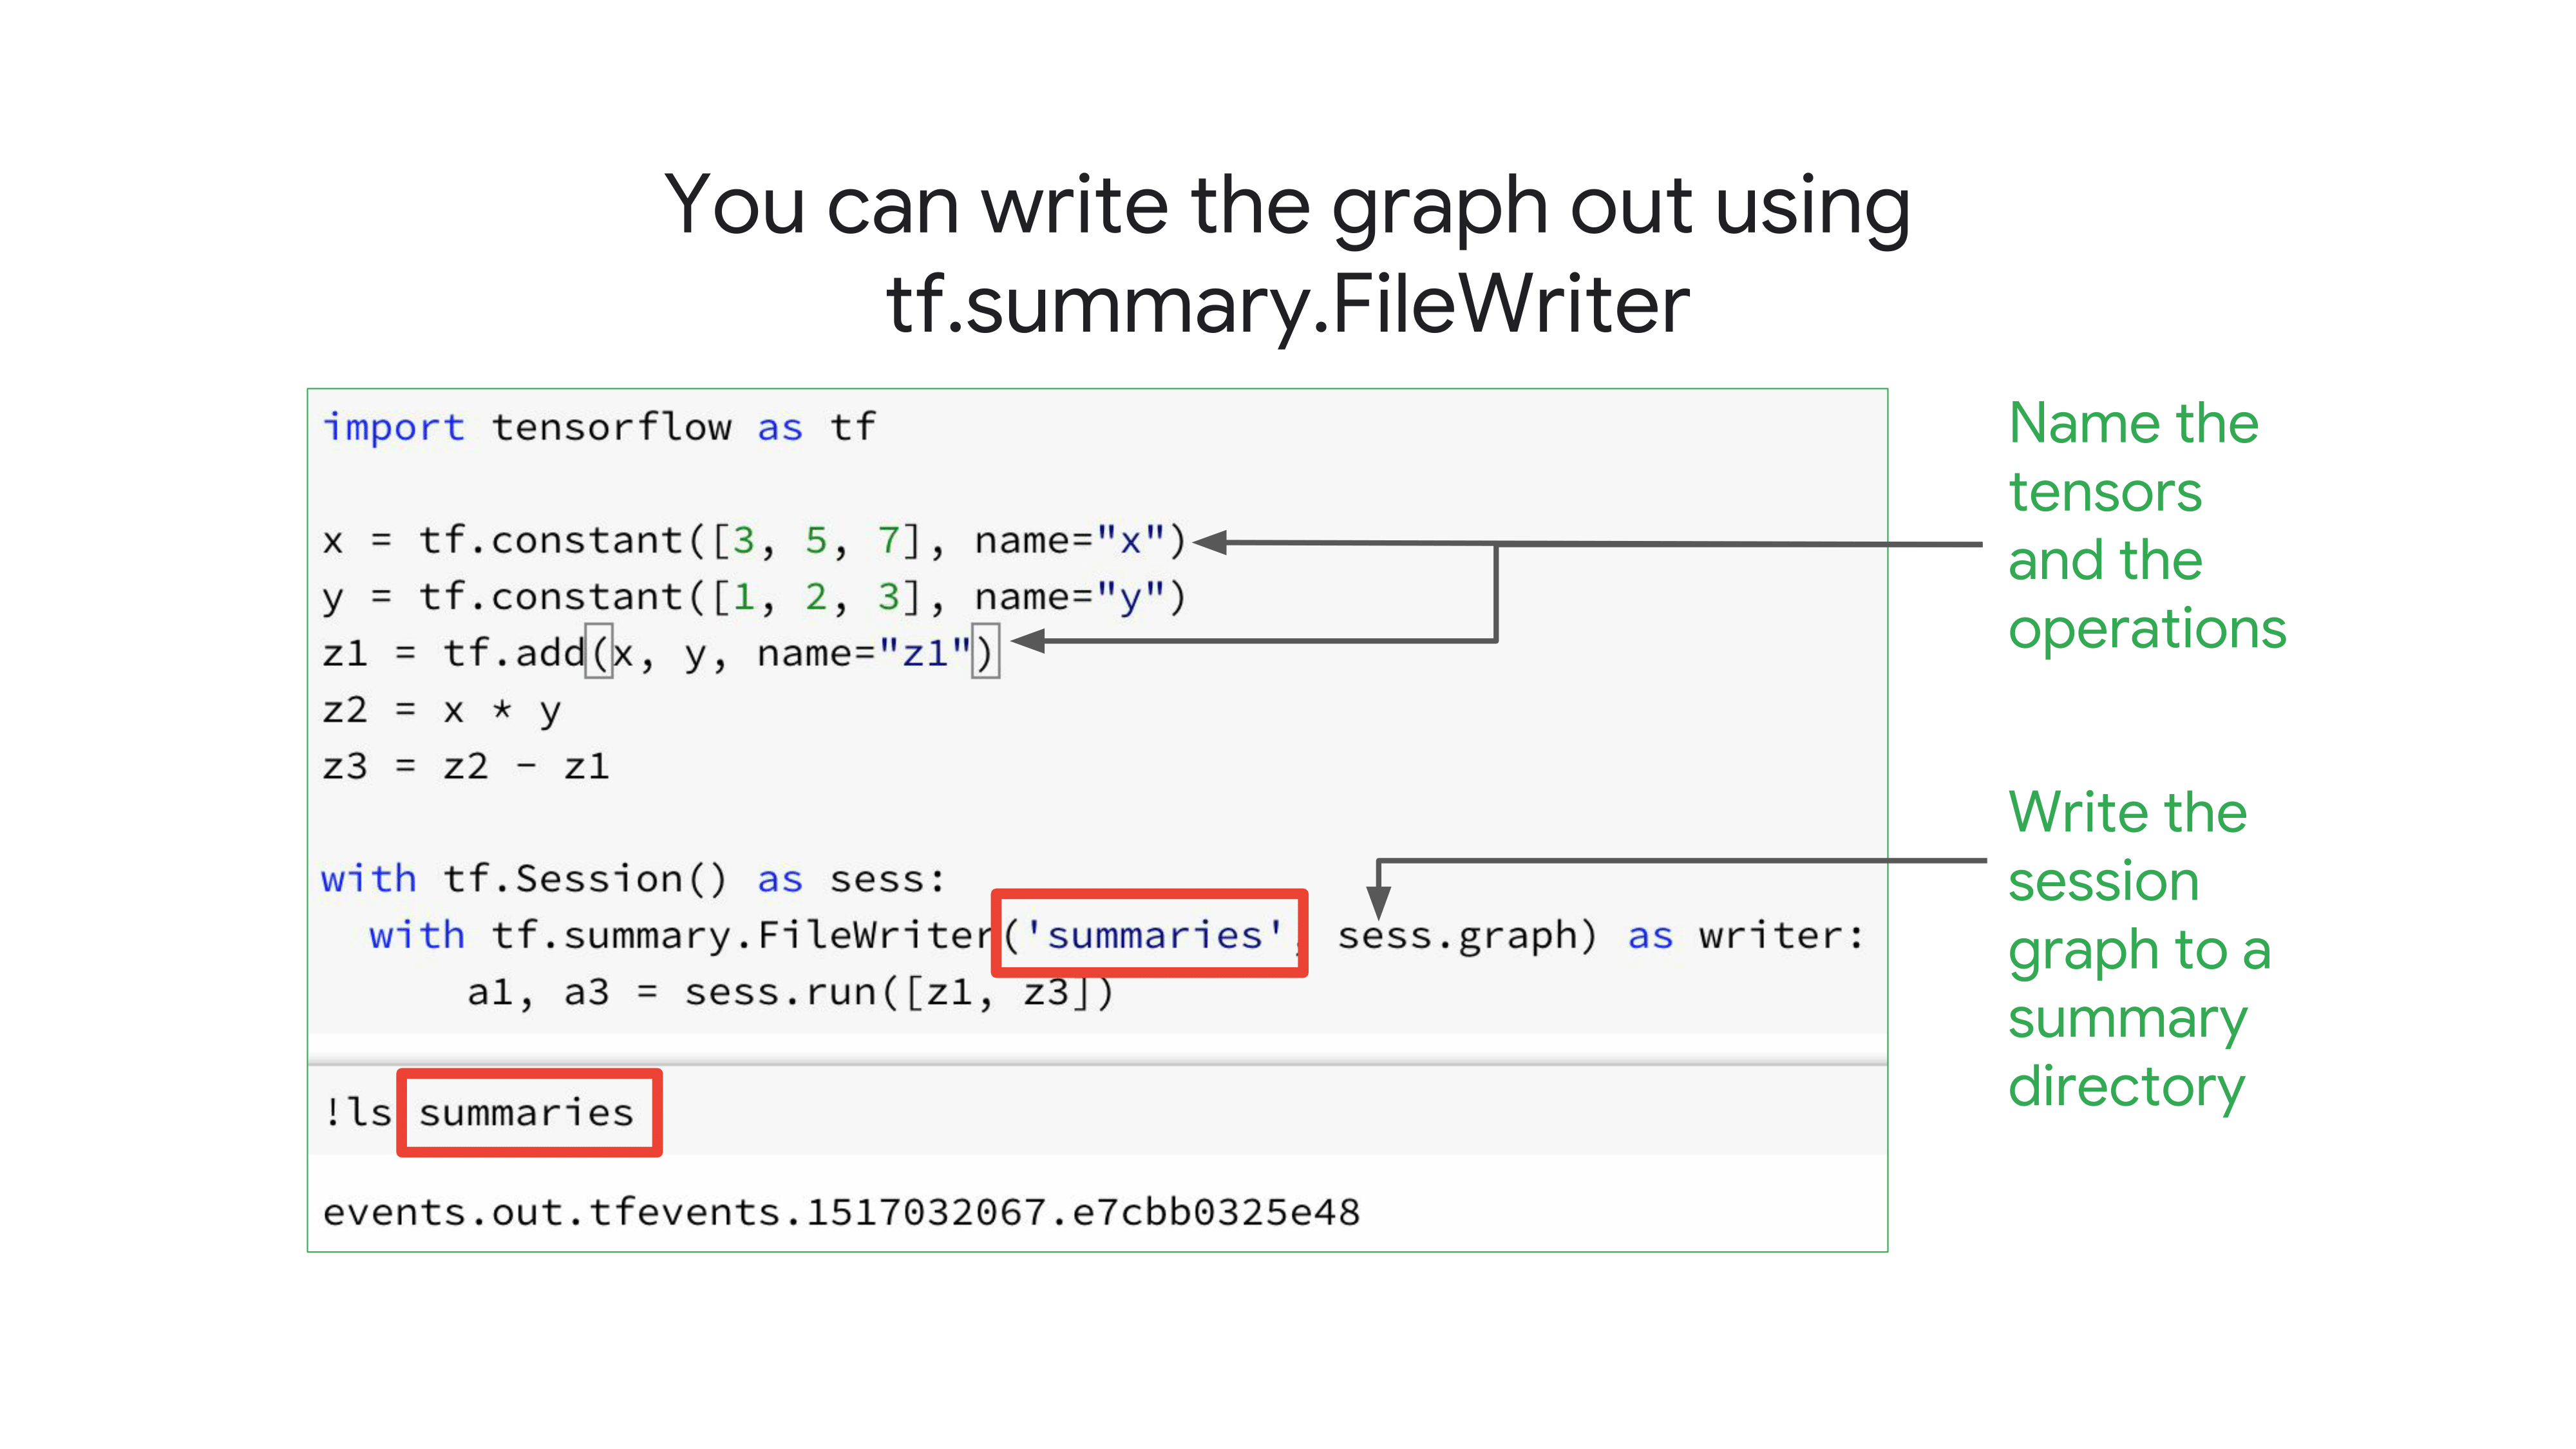 You can write the graph out using
tf.summary.FileWriter
import tensorflow as tf
x = tf.constant([3, 5, 7], name="x")
y = tf.constant([1, 2, 3], name="y")
z1 = tf.add(x, y, name="z1")
z2 = x * y
z3 = z2 - z1
with tf.Session() as sess:
  with tf.summary.FileWriter('summaries', sess.graph) as writer:
      a1, a3 = sess.run([z1, z3])
!ls summaries
events.out.tfevents.1517032067.e7cbb0325e48
Name the
tensors
and the
operations
Write the
session
graph to a
summary
directory